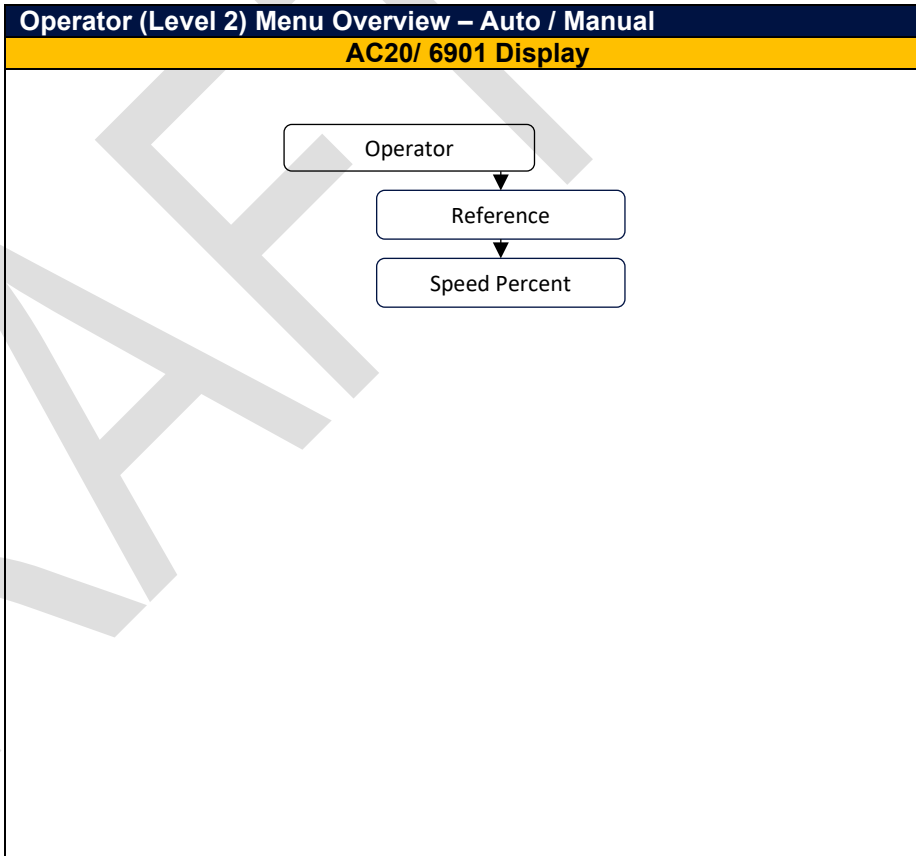 Operator (Level 2) Menu Overview – Auto / Manual
AC20/ 6901 Display
Operator
Reference
Speed Percent